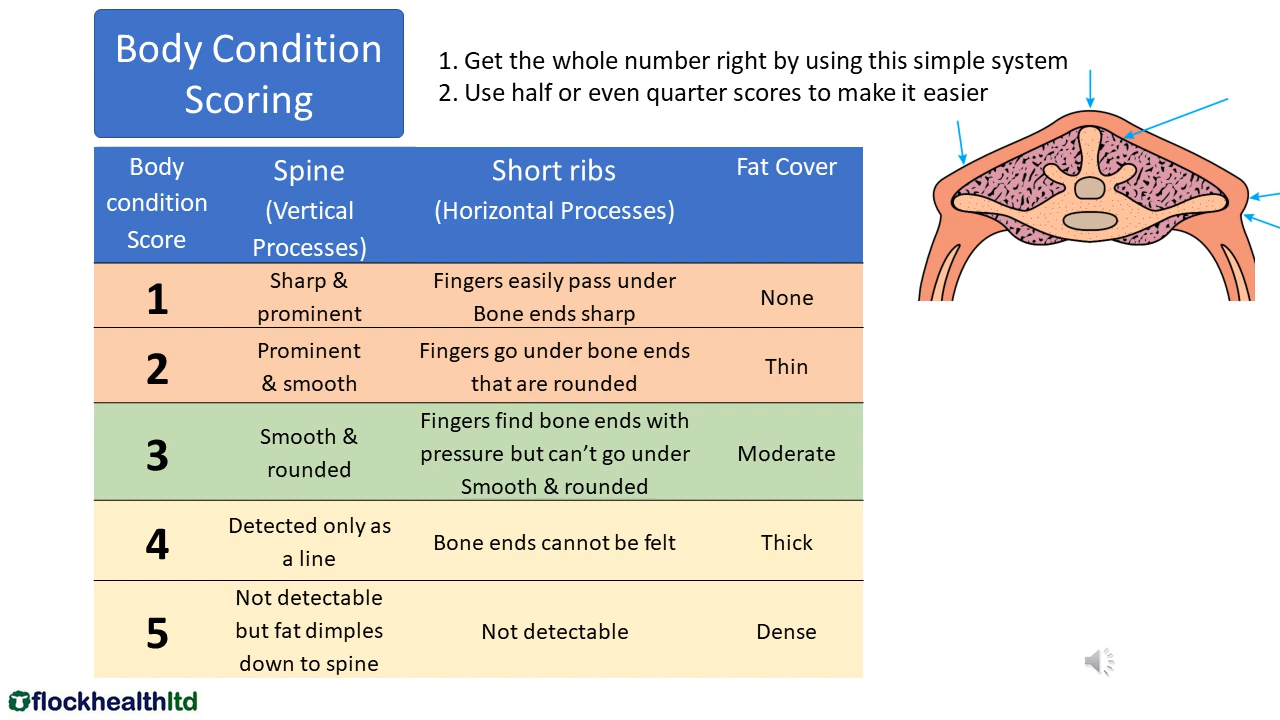 Body Condition
Scoring
1. Get the whole number right by using this simple system
2. Use half or even quarter scores to make it easier
Body
condition
Score
Spine
(Vertical
Processes)
Short ribs
(Horizontal Processes)
Fat Cover
1
Sharp &
prominent
Fingers easily pass under
Bone ends sharp
None
2
Prominent
& smooth
Fingers go under bone ends
that are rounded
Thin
3
Smooth &
rounded
Fingers find bone ends with
pressure but can’t go under
Smooth & rounded
Moderate
4
Detected only as
a line
Bone ends cannot be felt
Thick
5
Not detectable
but fat dimples
down to spine
Not detectable
Dense
flockhealthltd